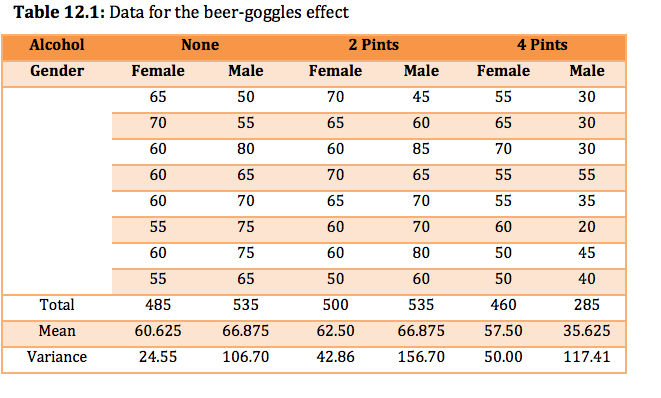 Table 12.1: Data for the beer-goggles effect
Alcohol None 2 Pints 4 Pints
Gender Female Male Female Male Female Male
65 50 70 45 55 30
70 55 65 60 65 30
60 80 60 85 70 30
60 65 70 65 55 55
60 70 65 70 55 35
55 75 60 70 60 20
60 75 60 80 50 45
55 65 50 60 50 40
Total 485 535 500 535 460 285
Mean 60.625 66.875 62.50 66.875 57.50 35.625
Variance 24.55 106.70 42.86 156.70 50.00 117.41